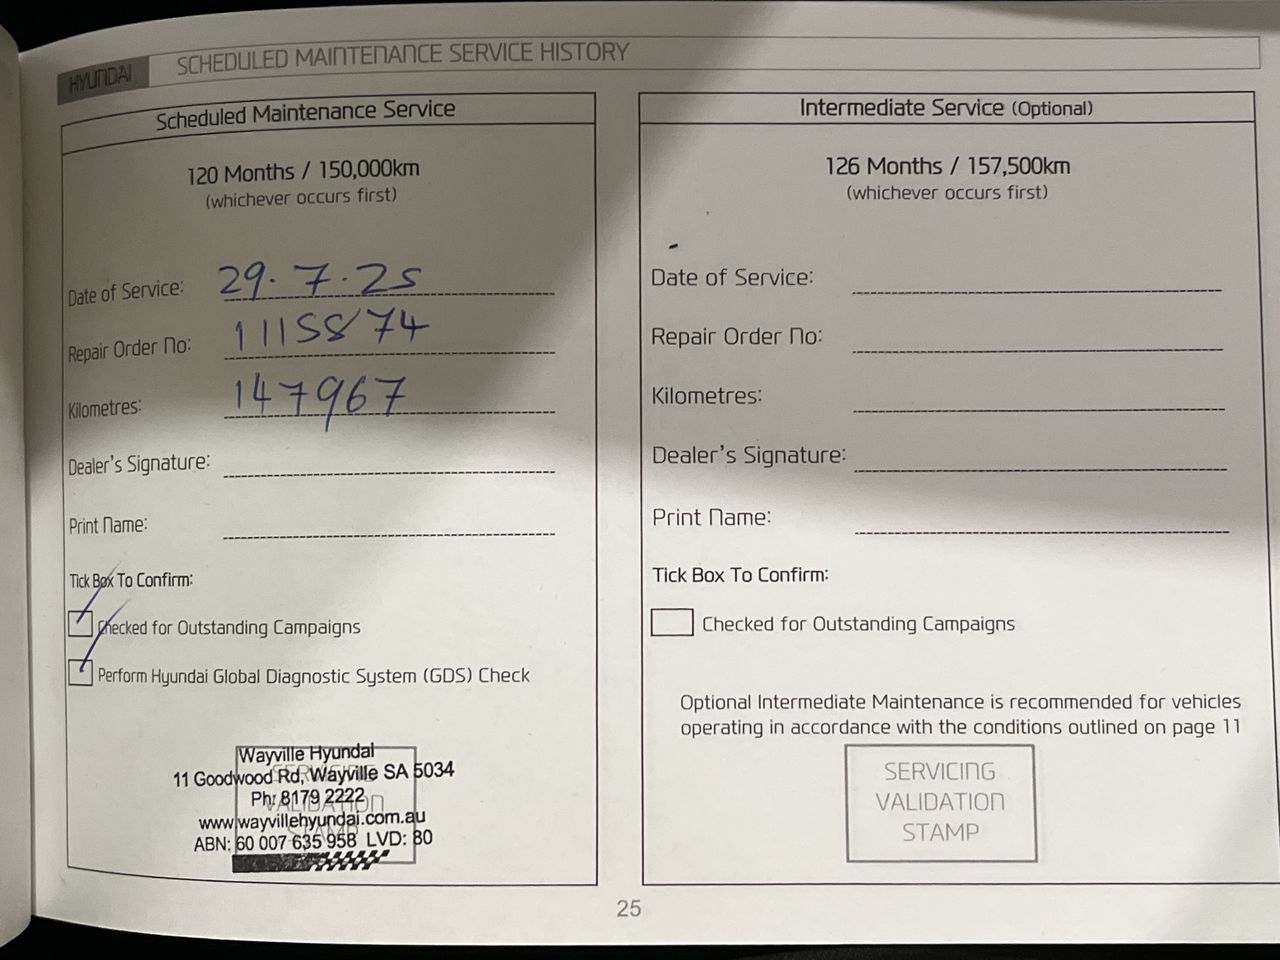 HYUNDAI
SCHEDULED MAINTENANCE SERVICE HISTORY
Scheduled Maintenance Service
120 Months / 150,000km
(whichever occurs first)
Date of Service: 29.7.25
Repair Order No: 1115874
Kilometres: 147967
Dealer's Signature:
Print Name:
Tick Box To Confirm:
Checked for Outstanding Campaigns
Perform Hyundai Global Diagnostic System (GDS) Check
Wayville Hyundai
11 Goodwood Rd, Wayville SA 5034
Ph: 8179 2222
www.wayvillehyundai.com.au
ABN: 60 007 635 958 LVD: 80
SERVICING
VALIDATION
STAMP
Intermediate Service (Optional)
126 Months / 157,500km
(whichever occurs first)
Date of Service:
Repair Order No:
Kilometres:
Dealer's Signature:
Print Name:
Tick Box To Confirm:
Checked for Outstanding Campaigns
Optional Intermediate Maintenance is recommended for vehicles
operating in accordance with the conditions outlined on page 11
SERVICING
VALIDATION
STAMP
25